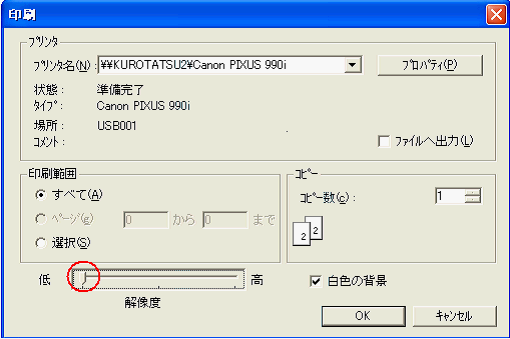 印刷
プリンタ
プリンタ名(N): ¥¥KUROTATSU2¥Canon PIXUS 990i プロパティ(P)
状態: 準備完了
タイプ: Canon PIXUS 990i
場所: USB001
コメント: ファイルへ出力(L)
印刷範囲 コピー
すべて(A) コピー数(c): 1
ページ(g) 0 から 0 まで
選択(S) 2 2
低 高 白色の背景
解像度
OK キャンセル